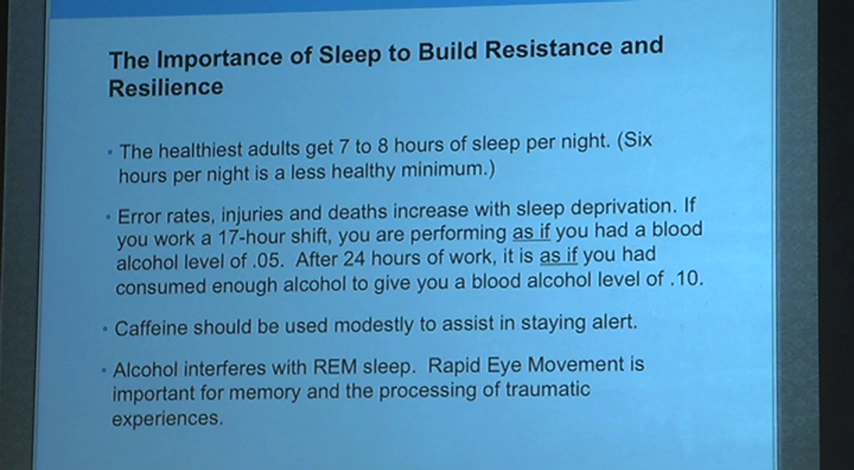 The Importance of Sleep to Build Resistance and
Resilience
• The healthiest adults get 7 to 8 hours of sleep per night. (Six
hours per night is a less healthy minimum.)
• Error rates, injuries and deaths increase with sleep deprivation. If
you work a 17-hour shift, you are performing as if you had a blood
alcohol level of .05.  After 24 hours of work, it is as if you had
consumed enough alcohol to give you a blood alcohol level of .10.
• Caffeine should be used modestly to assist in staying alert.
• Alcohol interferes with REM sleep.  Rapid Eye Movement is
important for memory and the processing of traumatic
experiences.